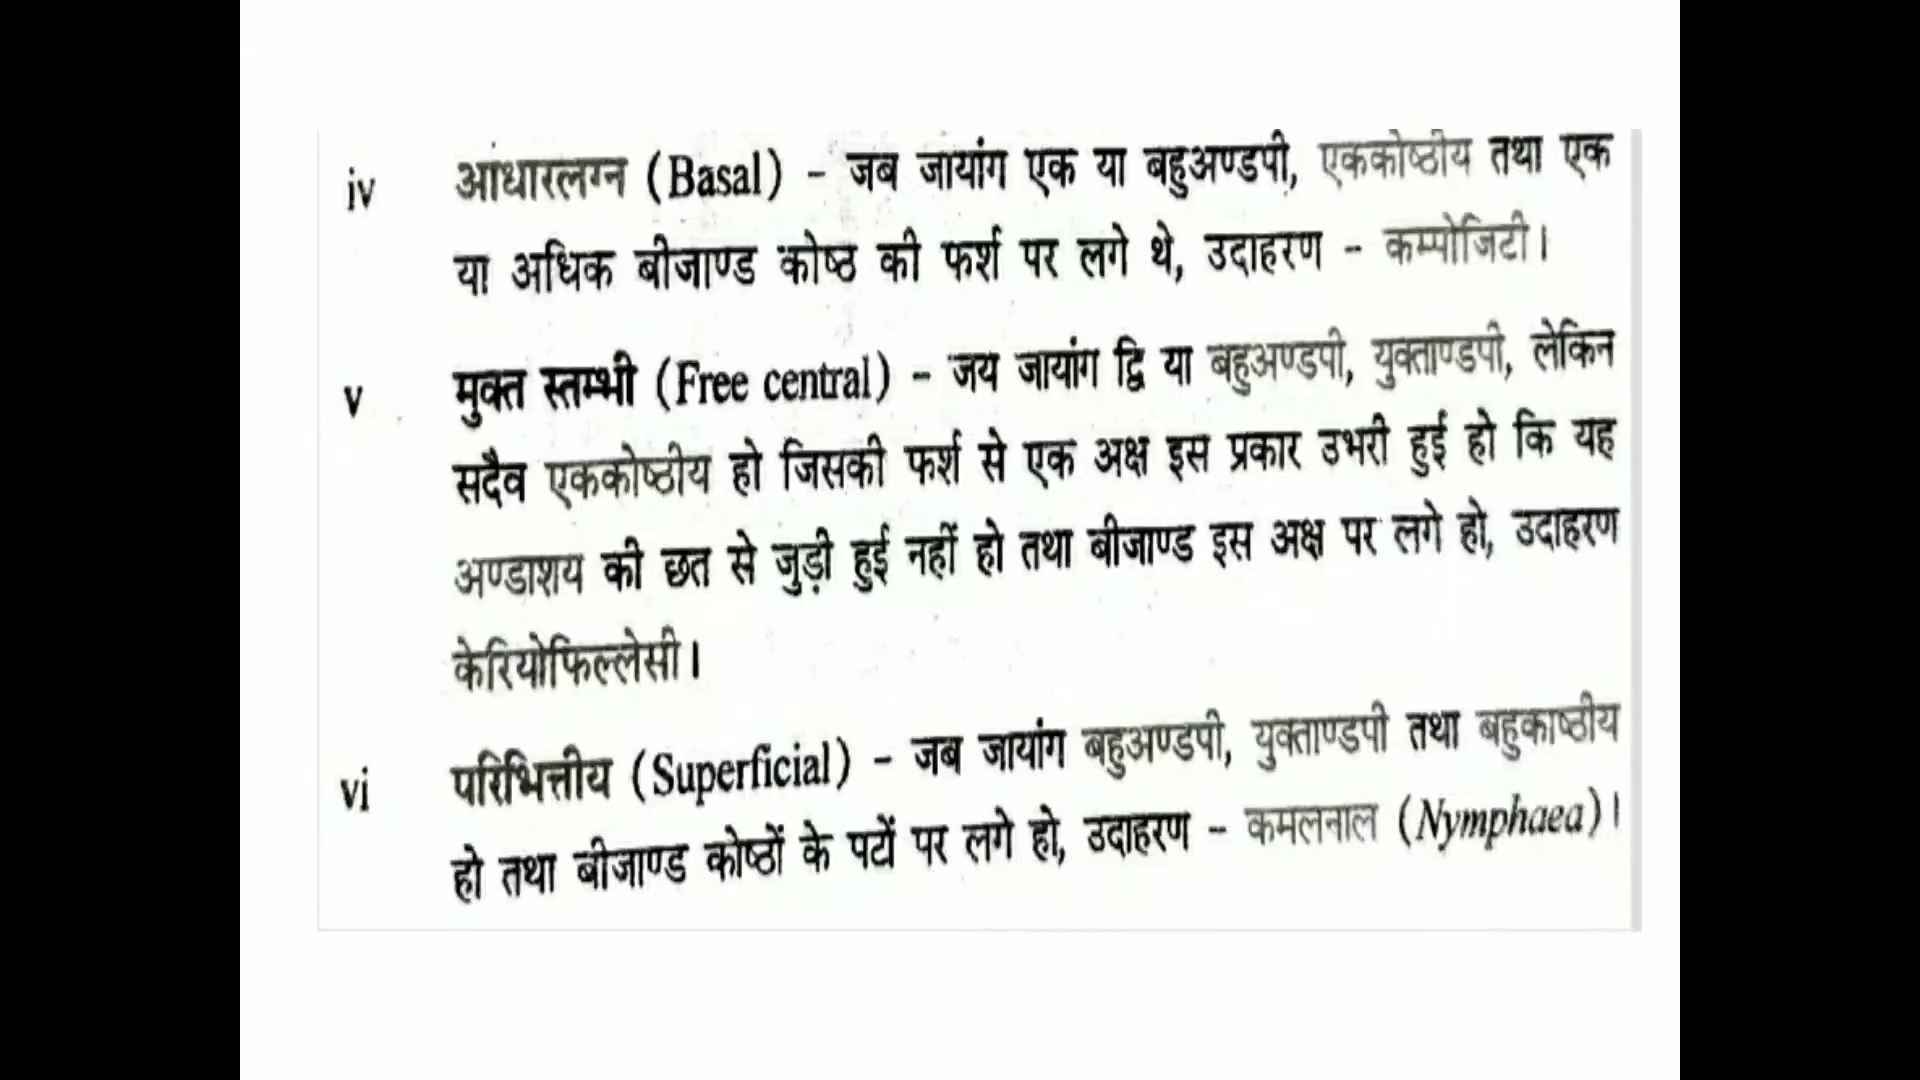 iv आधारलग्न (Basal) – जब जायांग एक या बहुअण्डपी, एककोष्ठीय तथा एक
या अधिक बीजाण्ड कोष्ठ की फर्श पर लगे थे, उदाहरण – कम्पोजिटी।
v मुक्त स्तम्भी (Free central) – जय जायांग द्वि या बहुअण्डपी, युक्ताण्डपी, लेकिन
सदैव एककोष्ठीय हो जिसकी फर्श से एक अक्ष इस प्रकार उभरी हुई हो कि यह
अण्डाशय की छत से जुड़ी हुई नहीं हो तथा बीजाण्ड इस अक्ष पर लगे हो, उदाहरण
केरियोफिल्लेसी।
vi परिभित्तीय (Superficial) – जब जायांग बहुअण्डपी, युक्ताण्डपी तथा बहुकाष्ठीय
हो तथा बीजाण्ड कोष्ठों के पटों पर लगे हो, उदाहरण – कमलनाल (Nymphaea)।